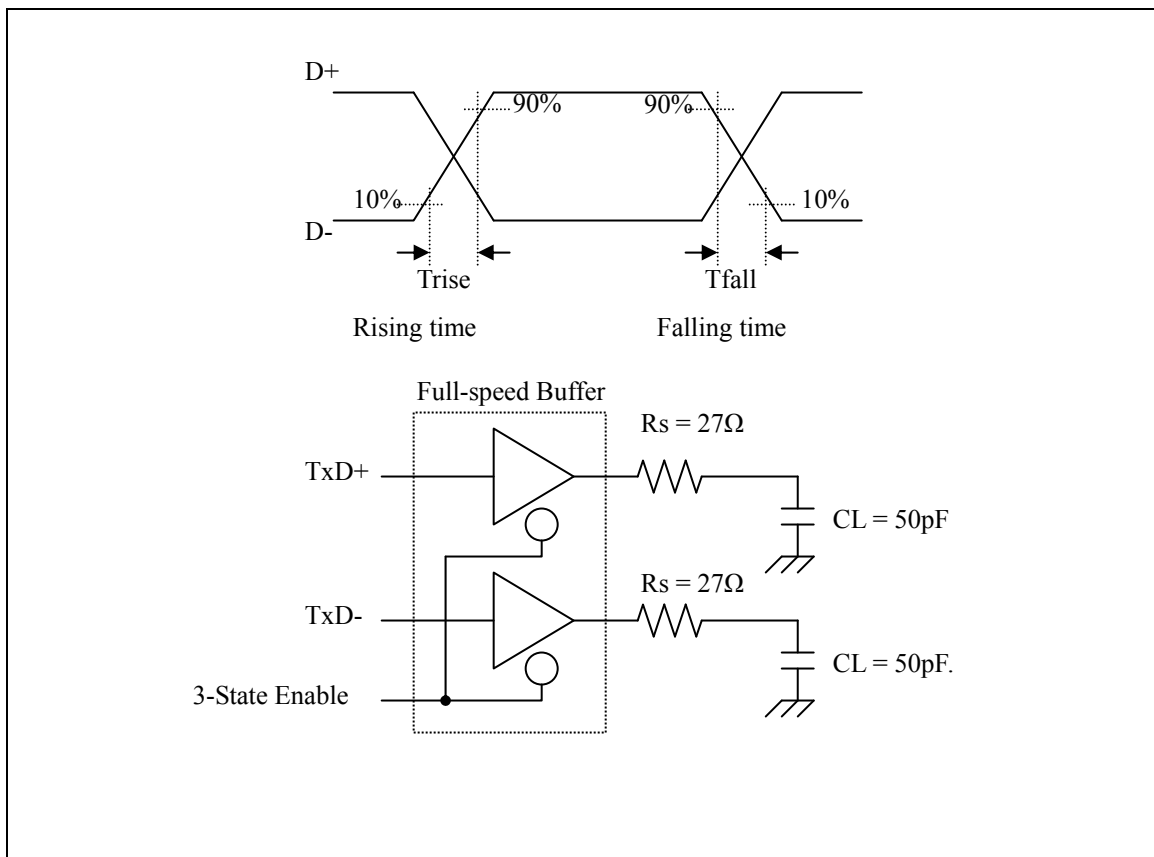 D+
90% 90%
10% 10%
D-
Trise Tfall
Rising time Falling time
Full-speed Buffer
Rs = 27Ω
TxD+
CL = 50pF
Rs = 27Ω
TxD-
CL = 50pF.
3-State Enable